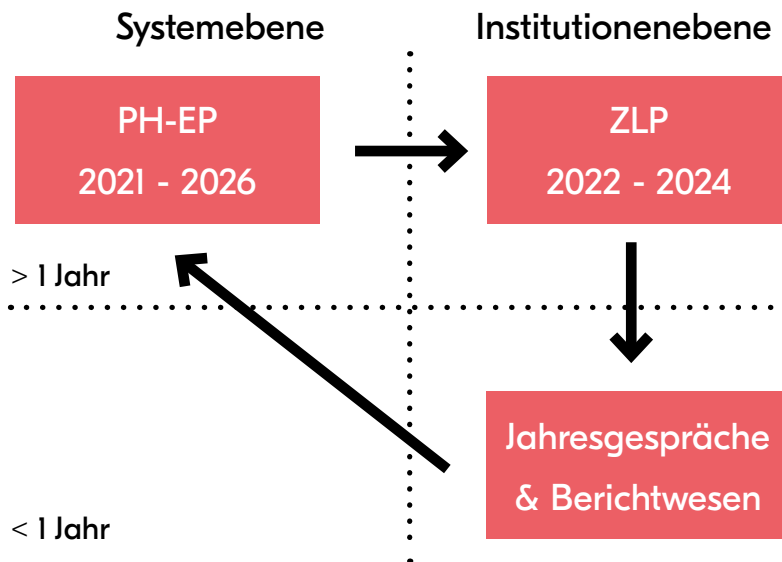 Systemebene
Institutionenebene
PH-EP
2021 - 2026
ZLP
2022 - 2024
> 1 Jahr
Jahresgespräche
& Berichtwesen
< 1 Jahr